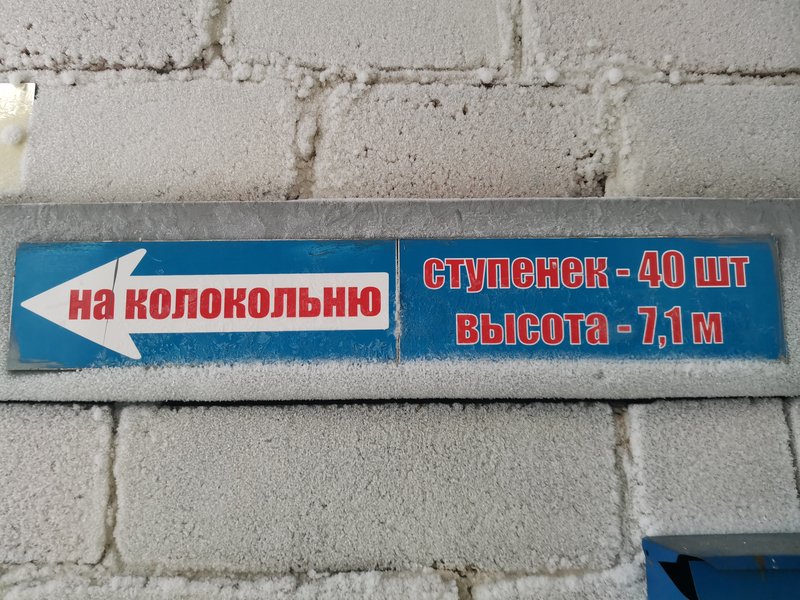 на колокольню
ступенек - 40 шт
высота - 7,1 м